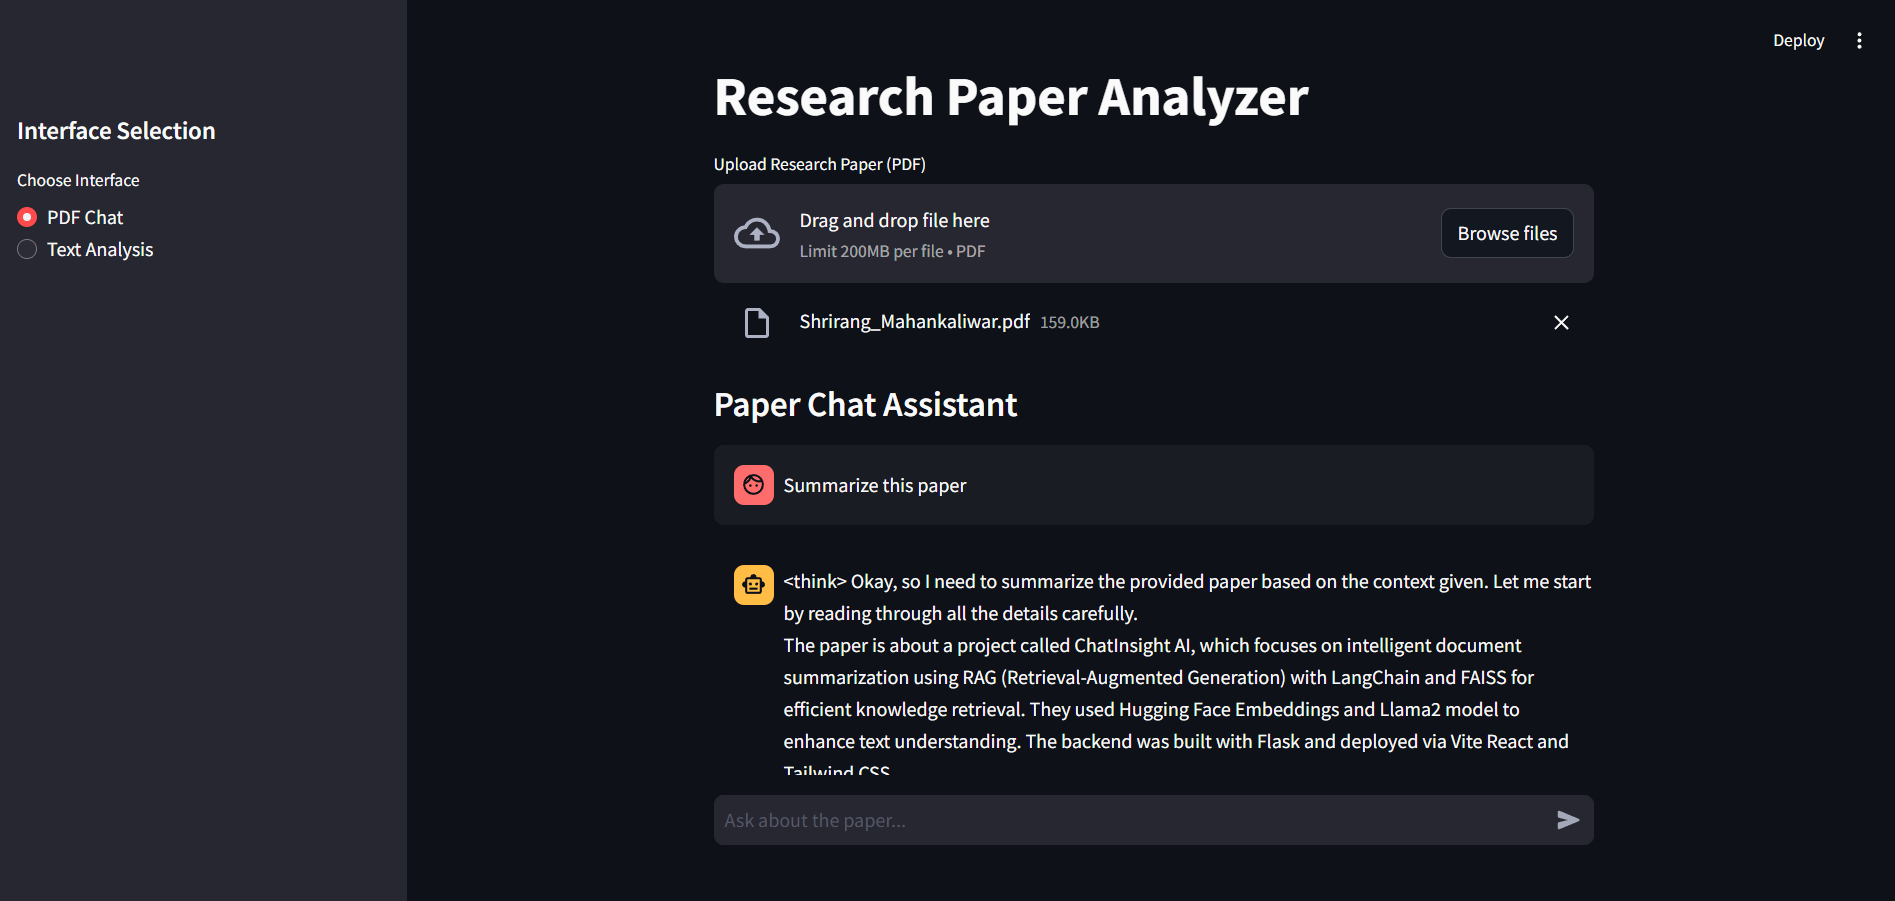 Deploy
Interface Selection
Choose Interface
PDF Chat
Text Analysis
Research Paper Analyzer
Upload Research Paper (PDF)
Drag and drop file here
Limit 200MB per file • PDF
Browse files
Shrirang_Mahankaliwar.pdf 159.0KB
Paper Chat Assistant
Summarize this paper
<think> Okay, so I need to summarize the provided paper based on the context given. Let me start
by reading through all the details carefully.
The paper is about a project called ChatInsight AI, which focuses on intelligent document
summarization using RAG (Retrieval-Augmented Generation) with LangChain and FAISS for
efficient knowledge retrieval. They used Hugging Face Embeddings and Llama2 model to
enhance text understanding. The backend was built with Flask and deployed via Vite React and
Tailwind CSS
Ask about the paper...